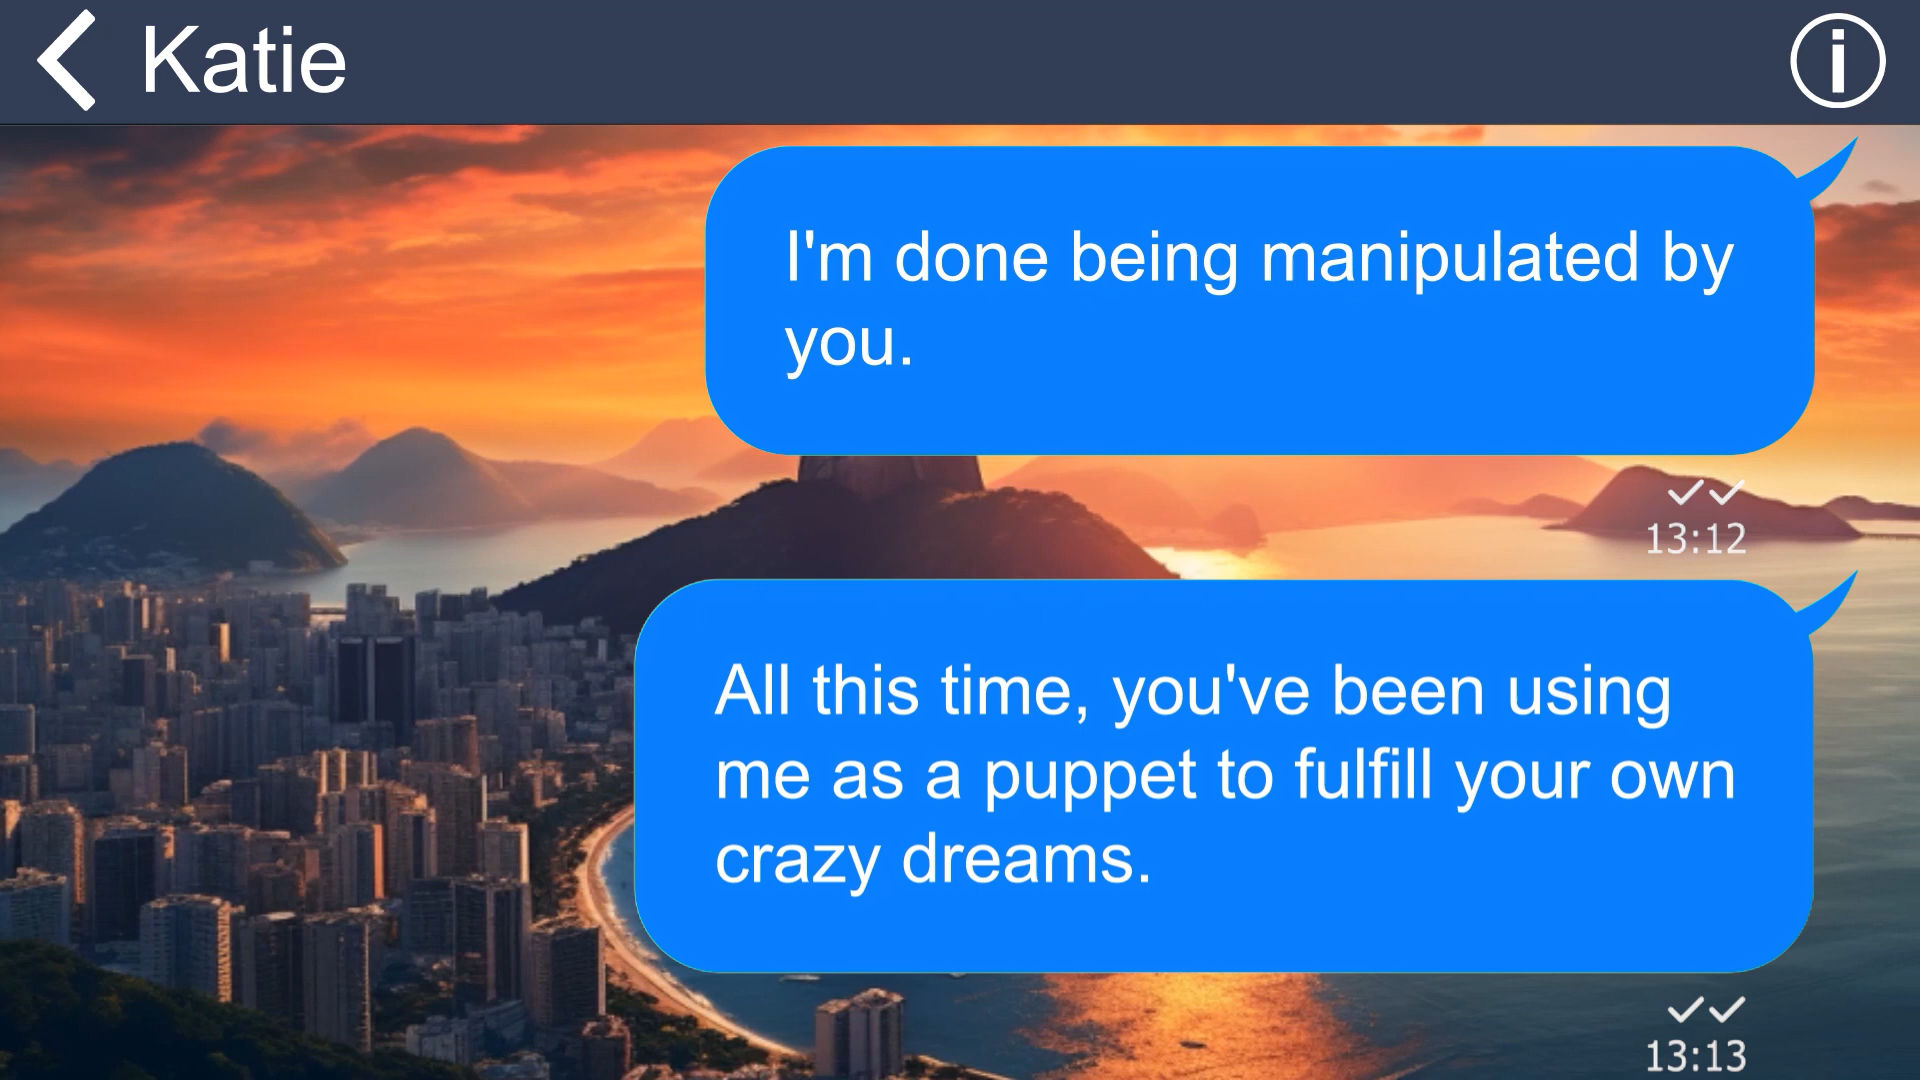 Katie
I'm done being manipulated by
you.
13:12
All this time, you've been using
me as a puppet to fulfill your own
crazy dreams.
13:13